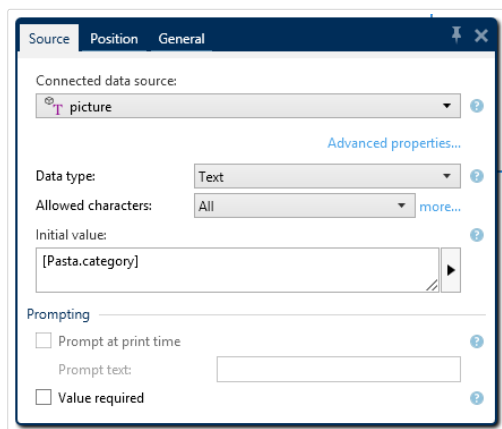 Source Position General
Connected data source:
T picture
Advanced properties...
Data type: Text
Allowed characters: All more...
Initial value:
[Pasta.category]
Prompting
Prompt at print time
Prompt text:
Value required